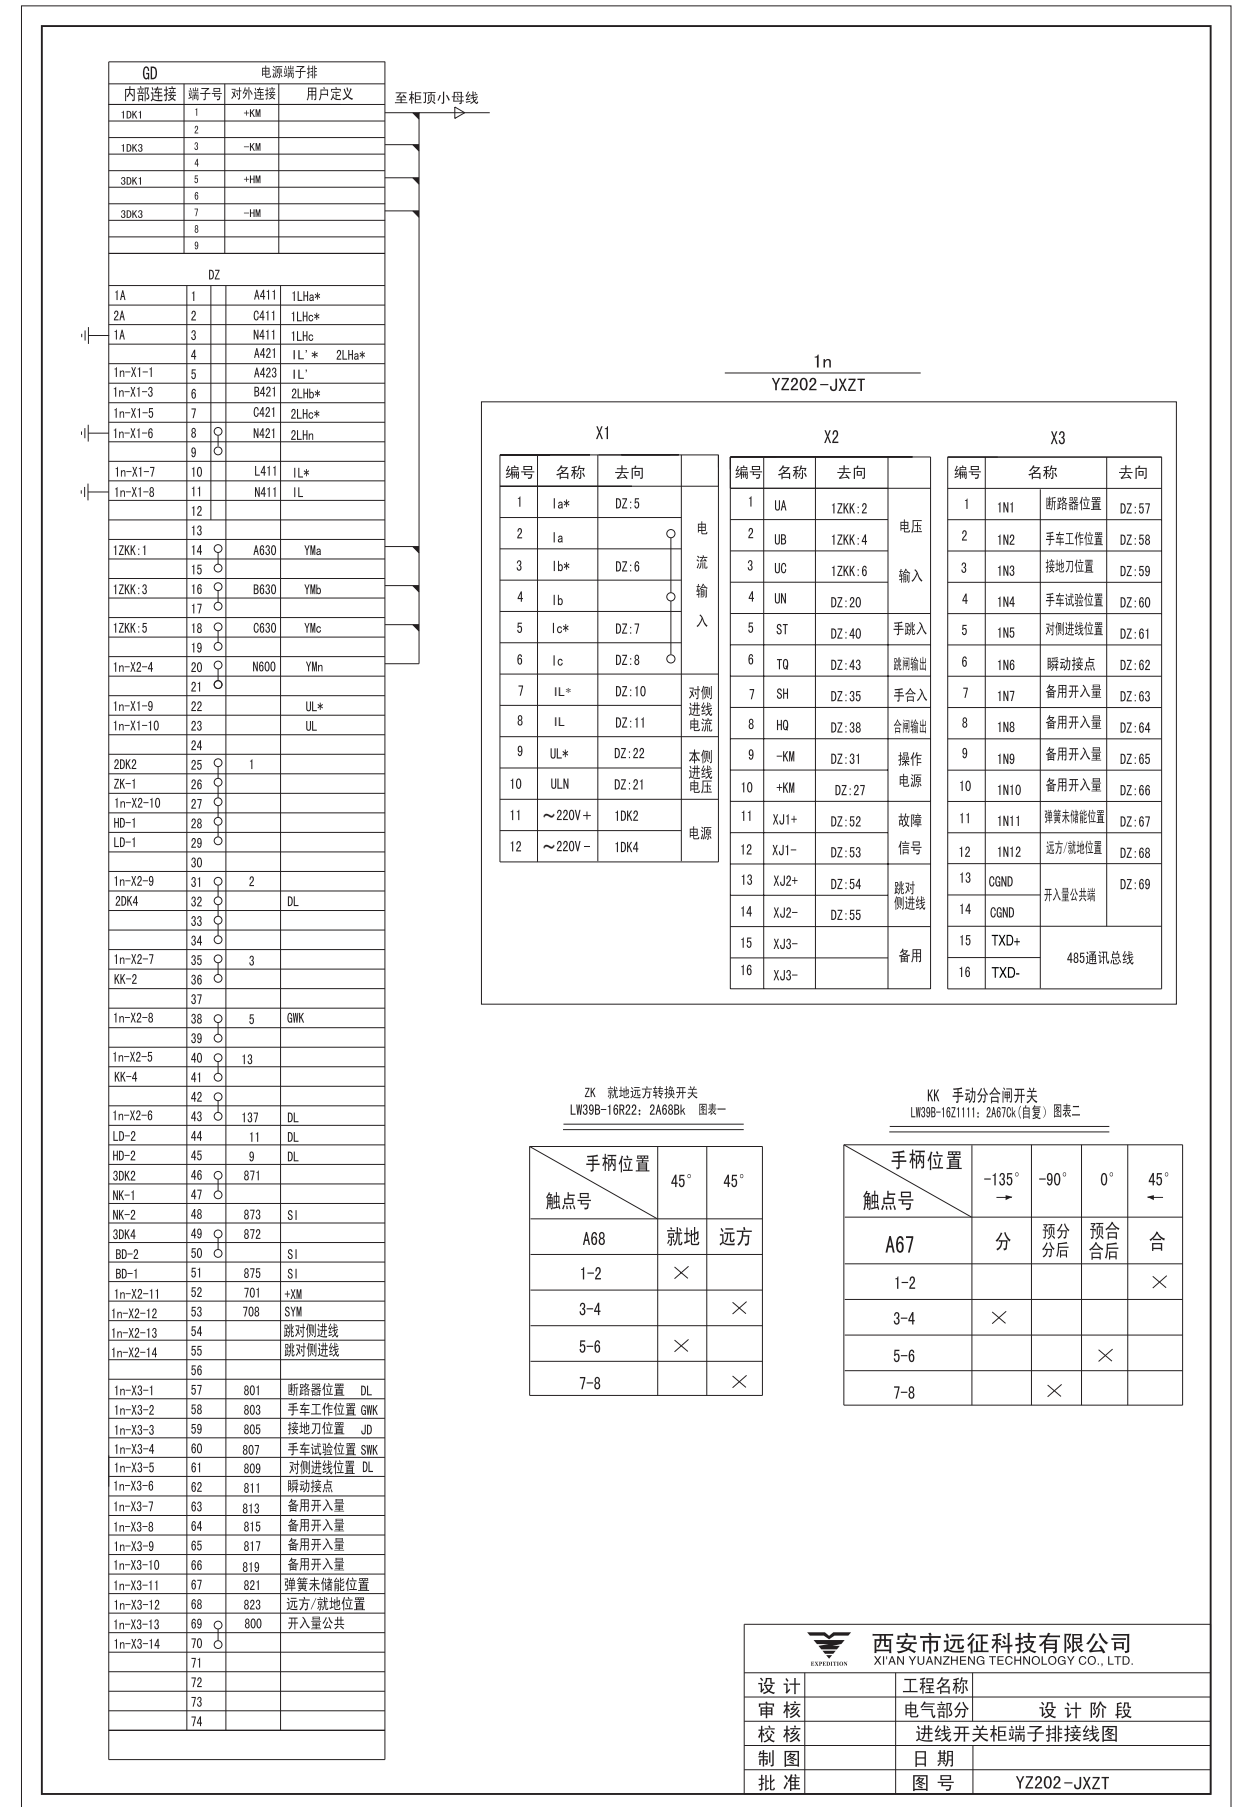 GD 电源端子排
内部连接 端子号 对外连接 用户定义
至柜顶小母线
1DK1 1 +KM
2
1DK3 3 -KM
4
3DK1 5 +HM
6
3DK3 7 -HM
8
9
DZ
1A 1 A411 1LHa*
2A 2 C411 1LHc*
1A 3 N411 1LHc
4 A421 IL'* 2LHa*
1n-X1-1 5 A423 IL'
1n-X1-3 6 B421 2LHb*
1n-X1-5 7 C421 2LHc*
1n-X1-6 8 N421 2LHn
9
1n-X1-7 10 L411 IL*
1n-X1-8 11 N411 IL
12
13
1ZKK:1 14 A630 YMa
15
1ZKK:3 16 B630 YMb
17
1ZKK:5 18 C630 YMc
19
1n-X2-4 20 N600 YMn
21
1n-X1-9 22 UL*
1n-X1-10 23 UL
24
2DK2 25 1
ZK-1 26
1n-X2-10 27
HD-1 28
LD-1 29
30
1n-X2-9 31 2
2DK4 32 DL
33
34
1n-X2-7 35 3
KK-2 36
37
1n-X2-8 38 5 GWK
39
1n-X2-5 40 13
KK-4 41
42
1n-X2-6 43 137 DL
LD-2 44 11 DL
HD-2 45 9 DL
3DK2 46 871
NK-1 47
NK-2 48 873 SI
3DK4 49 872
BD-2 50 SI
BD-1 51 875 SI
1n-X2-11 52 701 +XM
1n-X2-12 53 708 SYM
1n-X2-13 54 跳对侧进线
1n-X2-14 55 跳对侧进线
56
1n-X3-1 57 801 断路器位置 DL
1n-X3-2 58 803 手车工作位置 GWK
1n-X3-3 59 805 接地刀位置 JD
1n-X3-4 60 807 手车试验位置 SWK
1n-X3-5 61 809 对侧进线位置 DL
1n-X3-6 62 811 瞬动接点
1n-X3-7 63 813 备用开入量
1n-X3-8 64 815 备用开入量
1n-X3-9 65 817 备用开入量
1n-X3-10 66 819 备用开入量
1n-X3-11 67 821 弹簧未储能位置
1n-X3-12 68 823 远方/就地位置
1n-X3-13 69 800 开入量公共
1n-X3-14 70
71
72
73
74
1n
YZ202-JXZT
X1
编号 名称 去向
1 Ia* DZ:5
2 Ia
3 Ib* DZ:6
4 Ib
5 Ic* DZ:7
6 Ic DZ:8
电流输入
7 IL* DZ:10
8 IL DZ:11
对侧进线电流
9 UL* DZ:22
10 ULN DZ:21
本侧进线电压
11 ～220V+ 1DK2
12 ～220V- 1DK4
电源
X2
编号 名称 去向
1 UA 1ZKK:2
2 UB 1ZKK:4
3 UC 1ZKK:6
4 UN DZ:20
电压输入
5 ST DZ:40 手跳入
6 TQ DZ:43 跳闸输出
7 SH DZ:35 手合入
8 HQ DZ:38 合闸输出
9 -KM DZ:31
10 +KM DZ:27
操作电源
11 XJ1+ DZ:52
12 XJ1- DZ:53
故障信号
13 XJ2+ DZ:54
14 XJ2- DZ:55
跳对侧进线
15 XJ3-
16 XJ3-
备用
X3
编号 名称 去向
1 1N1 断路器位置 DZ:57
2 1N2 手车工作位置 DZ:58
3 1N3 接地刀位置 DZ:59
4 1N4 手车试验位置 DZ:60
5 1N5 对侧进线位置 DZ:61
6 1N6 瞬动接点 DZ:62
7 1N7 备用开入量 DZ:63
8 1N8 备用开入量 DZ:64
9 1N9 备用开入量 DZ:65
10 1N10 备用开入量 DZ:66
11 1N11 弹簧未储能位置 DZ:67
12 1N12 远方/就地位置 DZ:68
13 CGND 开入量公共端 DZ:69
14 CGND
15 TXD+ 485通讯总线
16 TXD-
ZK 就地远方转换开关
LW39B-16R22; 2A68Bk 图表一
手柄位置 45° 45°
触点号
A68 就地 远方
1-2 ×
3-4 ×
5-6 ×
7-8 ×
KK 手动分合闸开关
LW39B-16Z1111; 2A67Ck(自复) 图表二
手柄位置 -135° -90° 0° 45°
→ ←
触点号
A67 分 预分分后 预合合后 合
1-2 ×
3-4 ×
5-6 ×
7-8 ×
EXPEDITION 西安市远征科技有限公司
XI'AN YUANZHENG TECHNOLOGY CO., LTD.
设计 工程名称
审核 电气部分 设计阶段
校核 进线开关柜端子排接线图
制图 日期
批准 图号 YZ202-JXZT